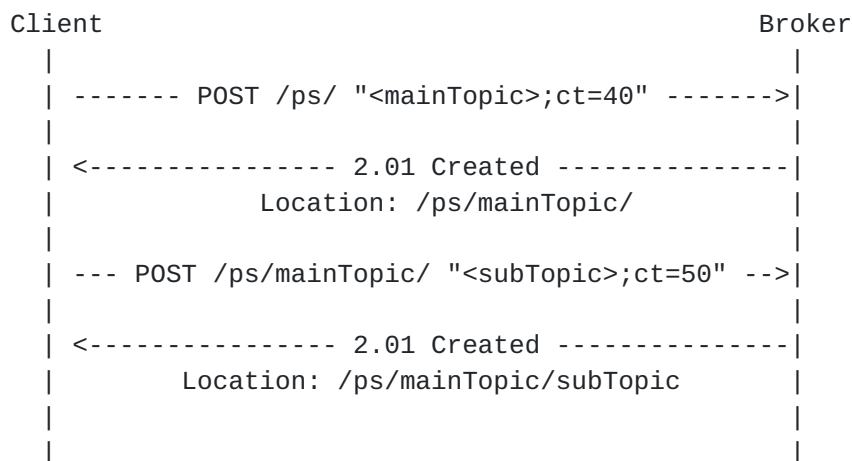 Client                                          Broker
  |                                                |
  | ------- POST /ps/ "<mainTopic>;ct=40" ------->|
  |                                                |
  | <---------------- 2.01 Created ---------------|
  |             Location: /ps/mainTopic/           |
  |                                                |
  | --- POST /ps/mainTopic/ "<subTopic>;ct=50" -->|
  |                                                |
  | <---------------- 2.01 Created ---------------|
  |        Location: /ps/mainTopic/subTopic        |
  |                                                |
  |                                                |